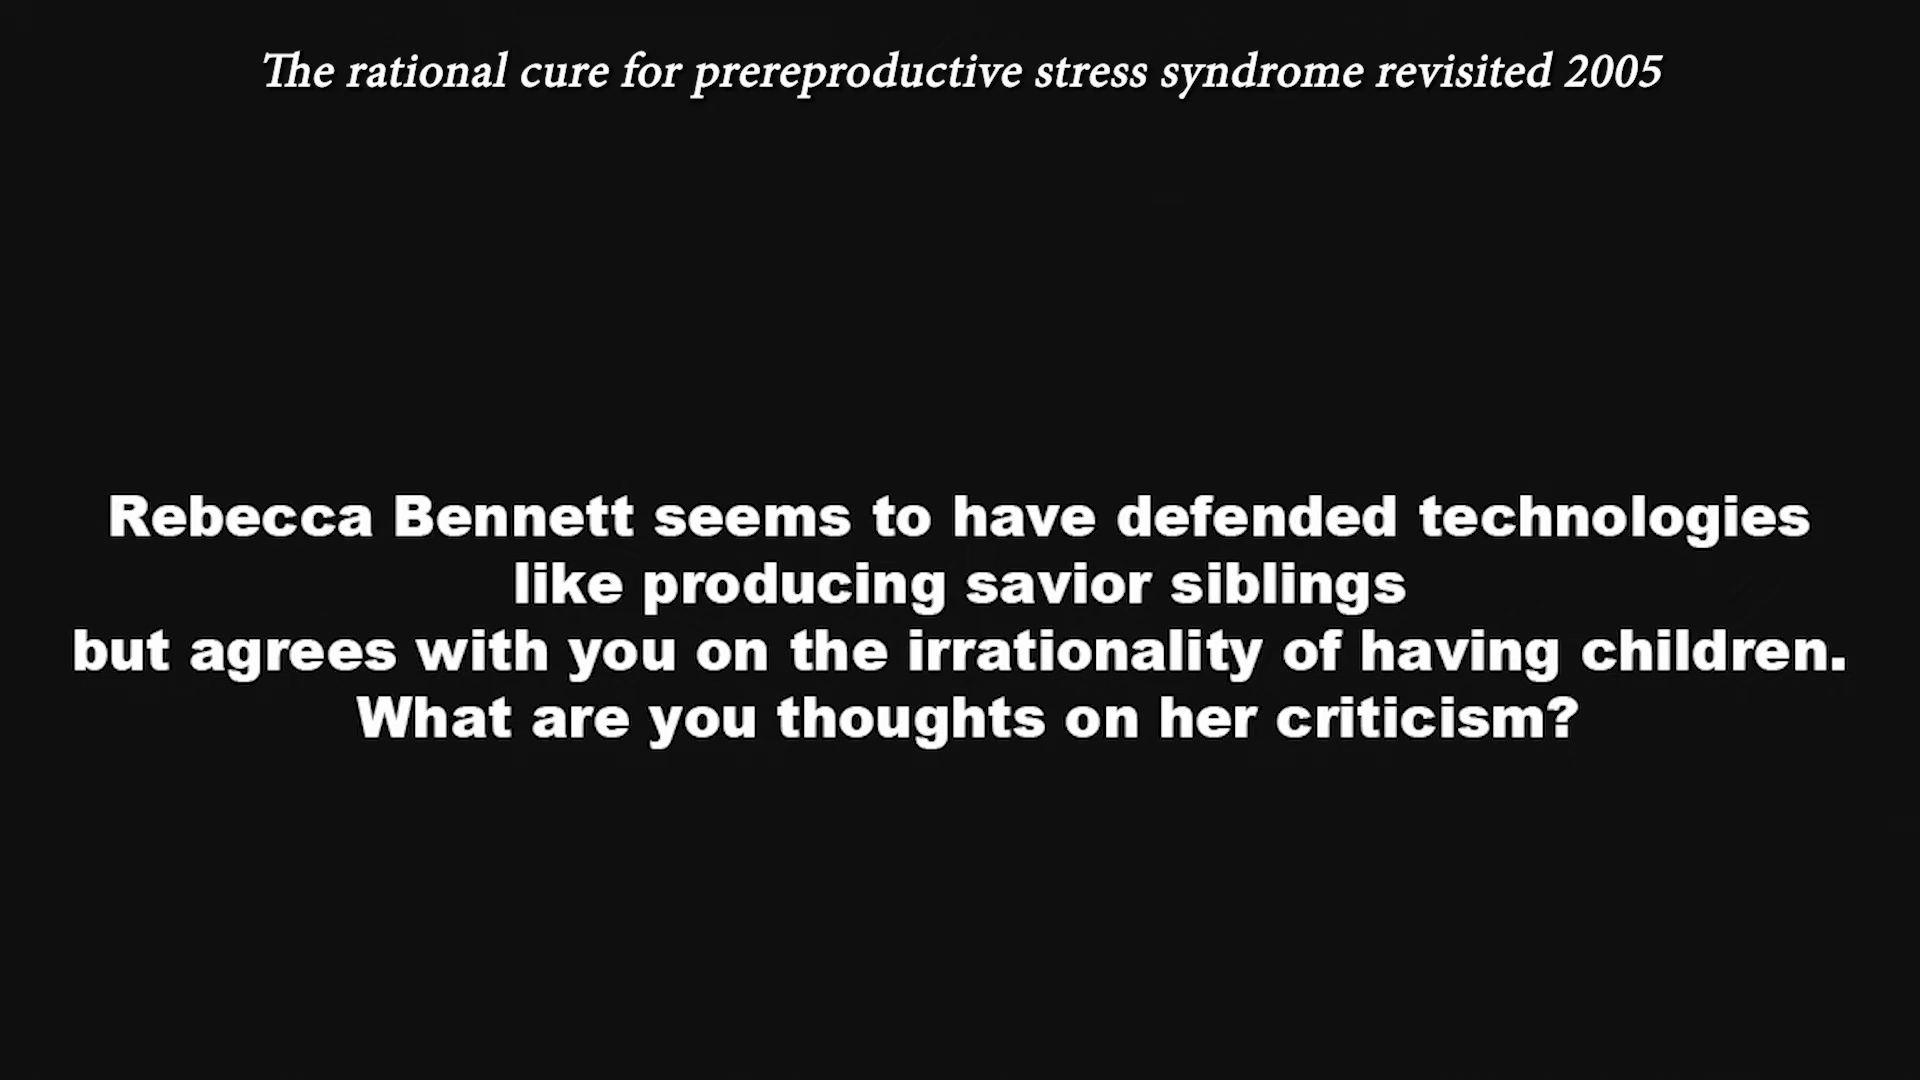 The rational cure for prereproductive stress syndrome revisited 2005
Rebecca Bennett seems to have defended technologies
like producing savior siblings
but agrees with you on the irrationality of having children.
What are you thoughts on her criticism?